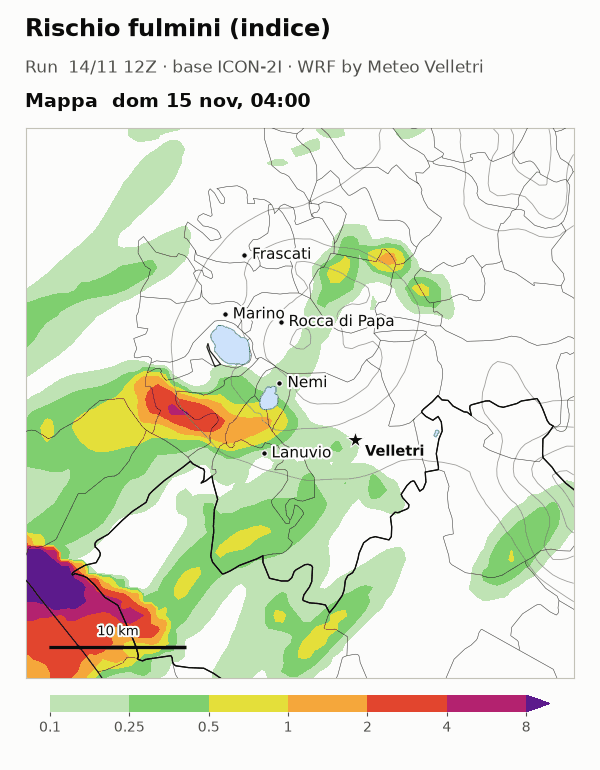 Rischio fulmini (indice)
Run  14/11 12Z · base ICON-2I · WRF by Meteo Velletri
Mappa  dom 15 nov, 04:00
Frascati
Marino
Rocca di Papa
Nemi
Velletri
Lanuvio
10 km
0.1 0.25 0.5 1 2 4 8